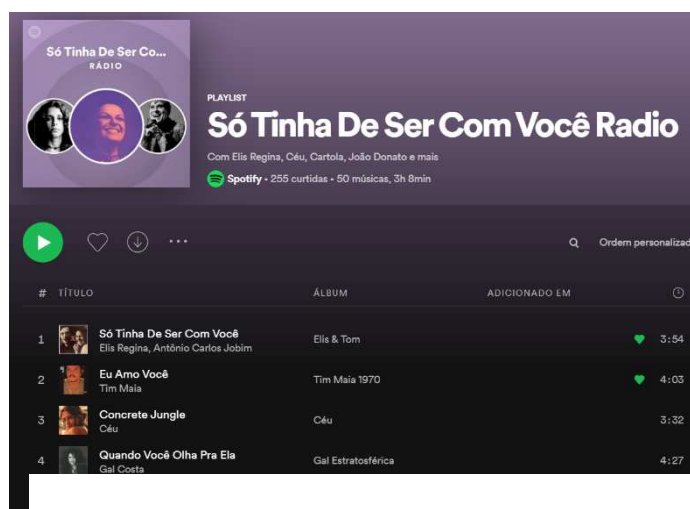 Só Tinha De Ser Co...
RÁDIO
PLAYLIST
Só Tinha De Ser Com Você Radio
Com Elis Regina, Céu, Cartola, João Donato e mais
Spotify • 255 curtidas • 50 músicas, 3h 8min
Ordem personalizad
# TÍTULO ÁLBUM ADICIONADO EM
1 Só Tinha De Ser Com Você Elis & Tom 3:54
Elis Regina, Antônio Carlos Jobim
2 Eu Amo Você Tim Maia 1970 4:03
Tim Maia
3 Concrete Jungle Céu 3:32
Céu
4 Quando Você Olha Pra Ela Gal Estratosférica 4:27
Gal Costa